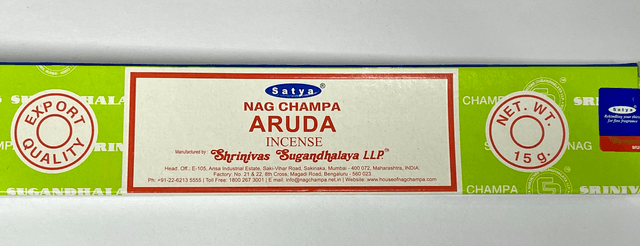 Satya®
NAG CHAMPA
ARUDA
INCENSE
Manufactured by : Shrinivas Sugandhalaya LLP.
Head. Off.: E-105, Ansa Industrial Estate, Saki-Vihar Road, Sakinaka, Mumbai - 400 072, Maharashtra, INDIA.
Factory: No. 21 & 22, 8th Cross, Magadi Road, Bengaluru - 560 023.
Ph: +91-22-6213 5555 | Toll Free: 1800 267 3001 | E mail: info@nagchampa.net.in | Website: www.houseofnagchampa.com
EXPORT
QUALITY
NET. WT.
15 g.
CHAMPA
NAG
CHAMPA
SUGANDHALAYA
SRINIV
Satya